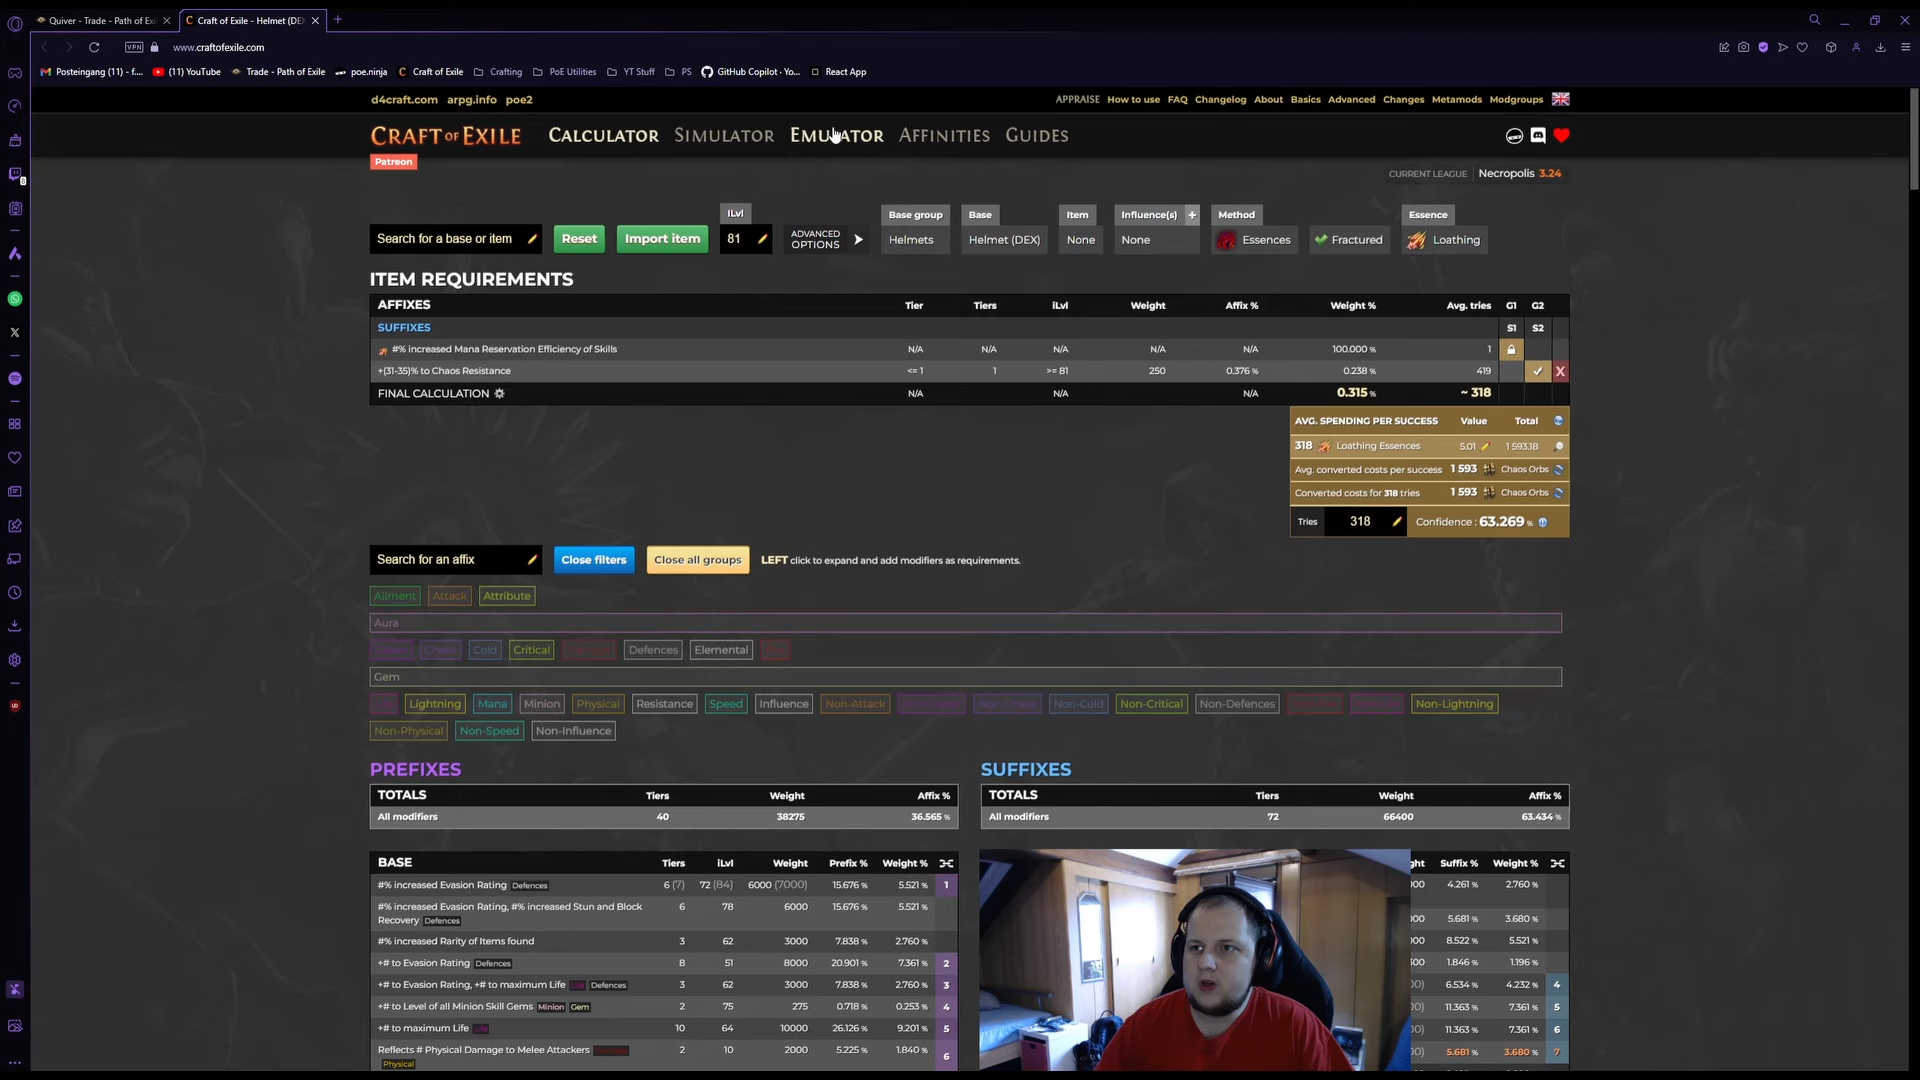 Quiver - Trade - Path of Exi
Craft of Exile - Helmet (DEX
VPN
www.craftofexile.com
Posteingang (11) - f....
(11) YouTube
Trade - Path of Exile
poe.ninja
Craft of Exile
Crafting
PoE Utilities
YT Stuff
PS
GitHub Copilot · Yo...
React App
d4craft.com arpg.info poe2
APPRAISE How to use FAQ Changelog About Basics Advanced Changes Metamods Modgroups
CRAFT OF EXILE
CALCULATOR SIMULATOR EMULATOR AFFINITIES GUIDES
Patreon
CURRENT LEAGUE Necropolis 3.24
ILvl Base group Base Item Influence(s) + Method Essence
Search for a base or item Reset Import item 81 ADVANCED OPTIONS Helmets Helmet (DEX) None None Essences Fractured Loathing
ITEM REQUIREMENTS
AFFIXES Tier Tiers iLvl Weight Affix % Weight % Avg. tries G1 G2
SUFFIXES S1 S2
#% increased Mana Reservation Efficiency of Skills N/A N/A N/A N/A N/A 100.000 % 1
+(31-35)% to Chaos Resistance <= 1 1 >= 81 250 0.376 % 0.238 % 419 X
FINAL CALCULATION N/A N/A N/A 0.315 % ~ 318
AVG. SPENDING PER SUCCESS Value Total
318 Loathing Essences 5.01 1 593.18
Avg. converted costs per success 1 593 Chaos Orbs
Converted costs for 318 tries 1 593 Chaos Orbs
Tries 318 Confidence : 63.269 %
Search for an affix Close filters Close all groups LEFT click to expand and add modifiers as requirements.
Ailment Attack Attribute
Aura
Chaos Cold Critical Defences Elemental
Gem
Lightning Mana Minion Physical Resistance Speed Influence Non-Attack Non-Chaos Non-Cold Non-Critical Non-Defences Non-Lightning
Non-Physical Non-Speed Non-Influence
PREFIXES
TOTALS Tiers Weight Affix %
All modifiers 40 38275 36.565 %
BASE Tiers iLvl Weight Prefix % Weight %
#% increased Evasion Rating Defences 6 (7) 72 (84) 6000 (7000) 15.676 % 5.521 % 1
#% increased Evasion Rating, #% increased Stun and Block
Recovery Defences 6 78 6000 15.676 % 5.521 %
#% increased Rarity of Items found 3 62 3000 7.838 % 2.760 %
+# to Evasion Rating Defences 8 51 8000 20.901 % 7.361 % 2
+# to Evasion Rating, +# to maximum Life Defences 3 62 3000 7.838 % 2.760 % 3
+# to Level of all Minion Skill Gems Minion Gem 2 75 275 0.718 % 0.253 % 4
+# to maximum Life 10 64 10000 26.126 % 9.201 % 5
Reflects # Physical Damage to Melee Attackers 2 10 2000 5.225 % 1.840 % 6
Physical
SUFFIXES
TOTALS Tiers Weight Affix %
All modifiers 72 66400 63.434 %
ght Suffix % Weight %
000 4.261 % 2.760 %
000 5.681 % 3.680 %
000 8.522 % 5.521 %
300 1.846 % 1.196 %
00) 6.534 % 4.232 % 4
00) 11.363 % 7.361 % 5
00) 11.363 % 7.361 % 6
00) 5.681 % 3.680 % 7